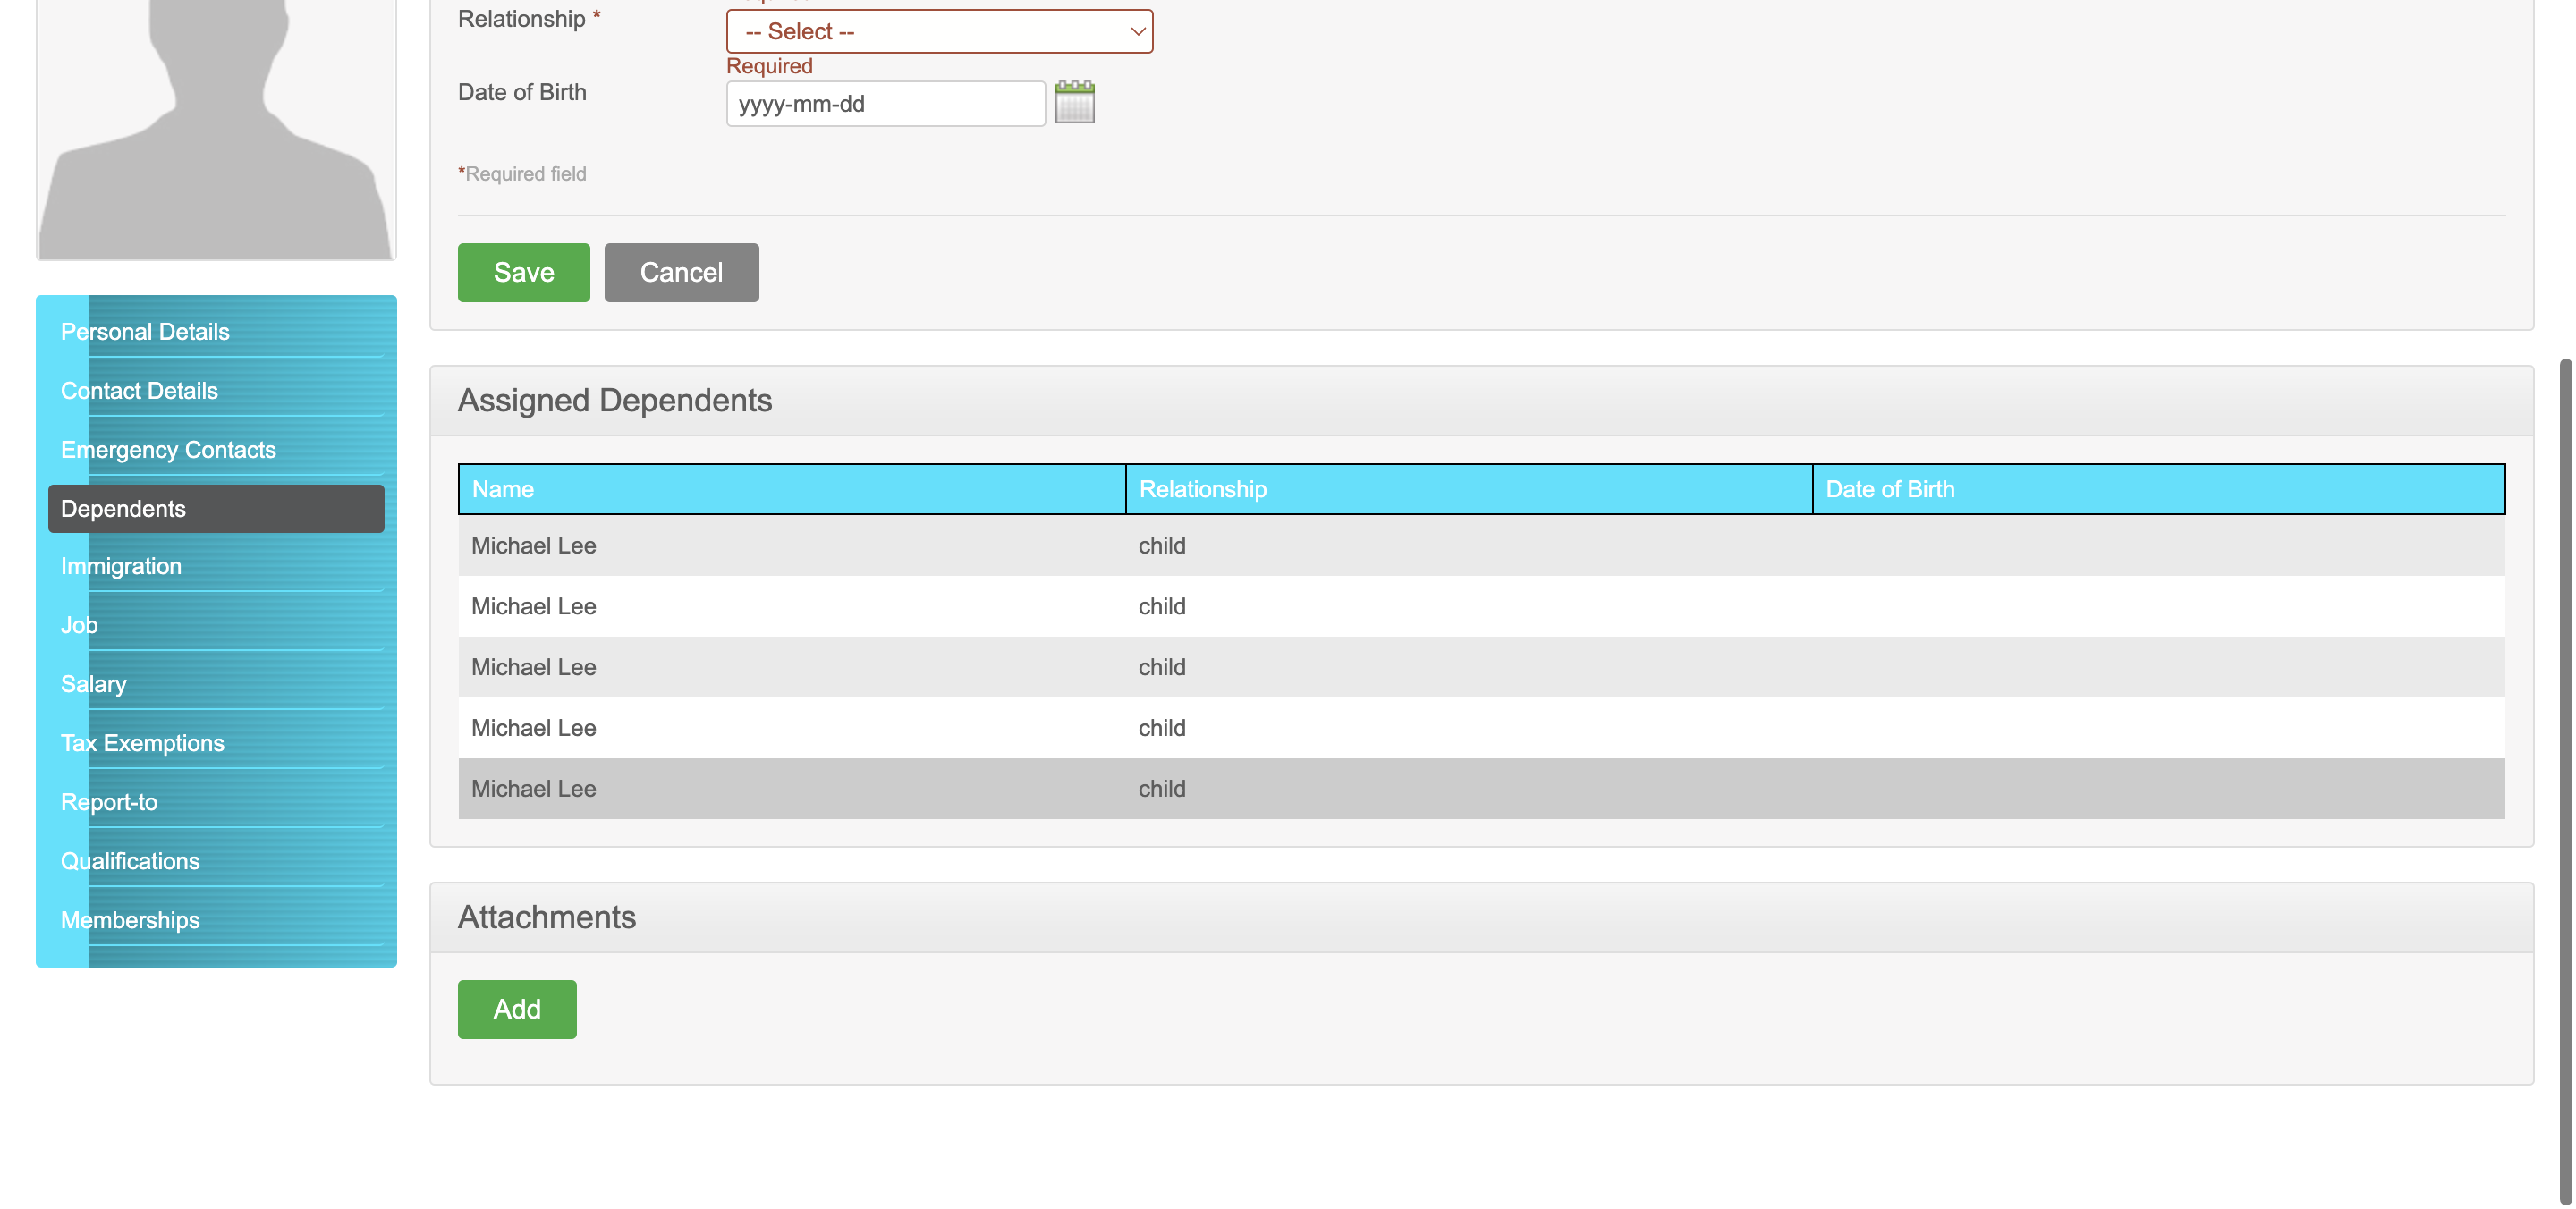 Relationship *
-- Select --
Required
Date of Birth
yyyy-mm-dd
*Required field
Save
Cancel
Personal Details
Contact Details
Emergency Contacts
Dependents
Immigration
Job
Salary
Tax Exemptions
Report-to
Qualifications
Memberships
Assigned Dependents
Name Relationship Date of Birth
Michael Lee child
Michael Lee child
Michael Lee child
Michael Lee child
Michael Lee child
Attachments
Add